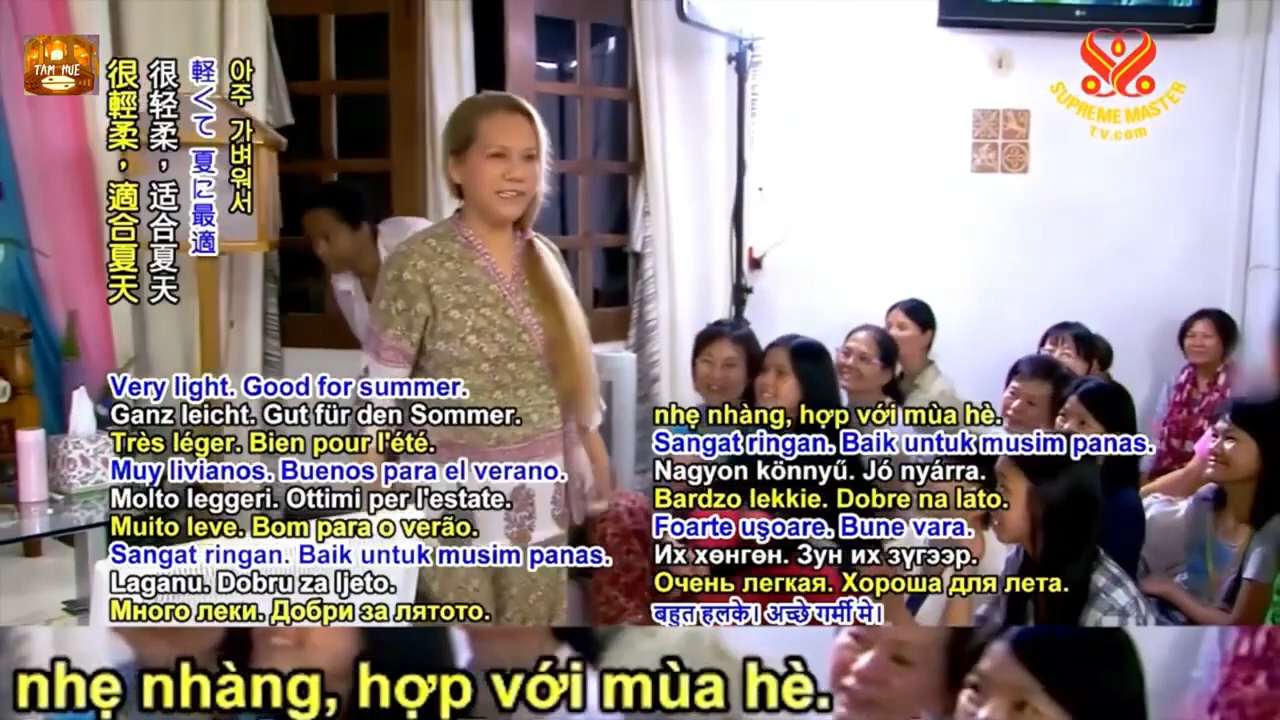 TAM HUE
很輕柔，適合夏天
很轻柔，适合夏天
軽くて 夏に最適
아주 가벼워서
SUPREME MASTER
TV.com
LG
Very light. Good for summer.
Ganz leicht. Gut für den Sommer.
Très léger. Bien pour l'été.
Muy livianos. Buenos para el verano.
Molto leggeri. Ottimi per l'estate.
Muito leve. Bom para o verão.
Sangat ringan. Baik untuk musim panas.
Laganu. Dobru za ljeto.
Много леки. Добри за лятото.
nhẹ nhàng, hợp với mùa hè.
Sangat ringan. Baik untuk musim panas.
Nagyon könnyű. Jó nyárra.
Bardzo lekkie. Dobre na lato.
Foarte uşoare. Bune vara.
Их хөнгөн. Зун их зүгээр.
Очень легкая. Хороша для лета.
बहुत हलके। अच्छे गर्मी मे।
nhẹ nhàng, hợp với mùa hè.